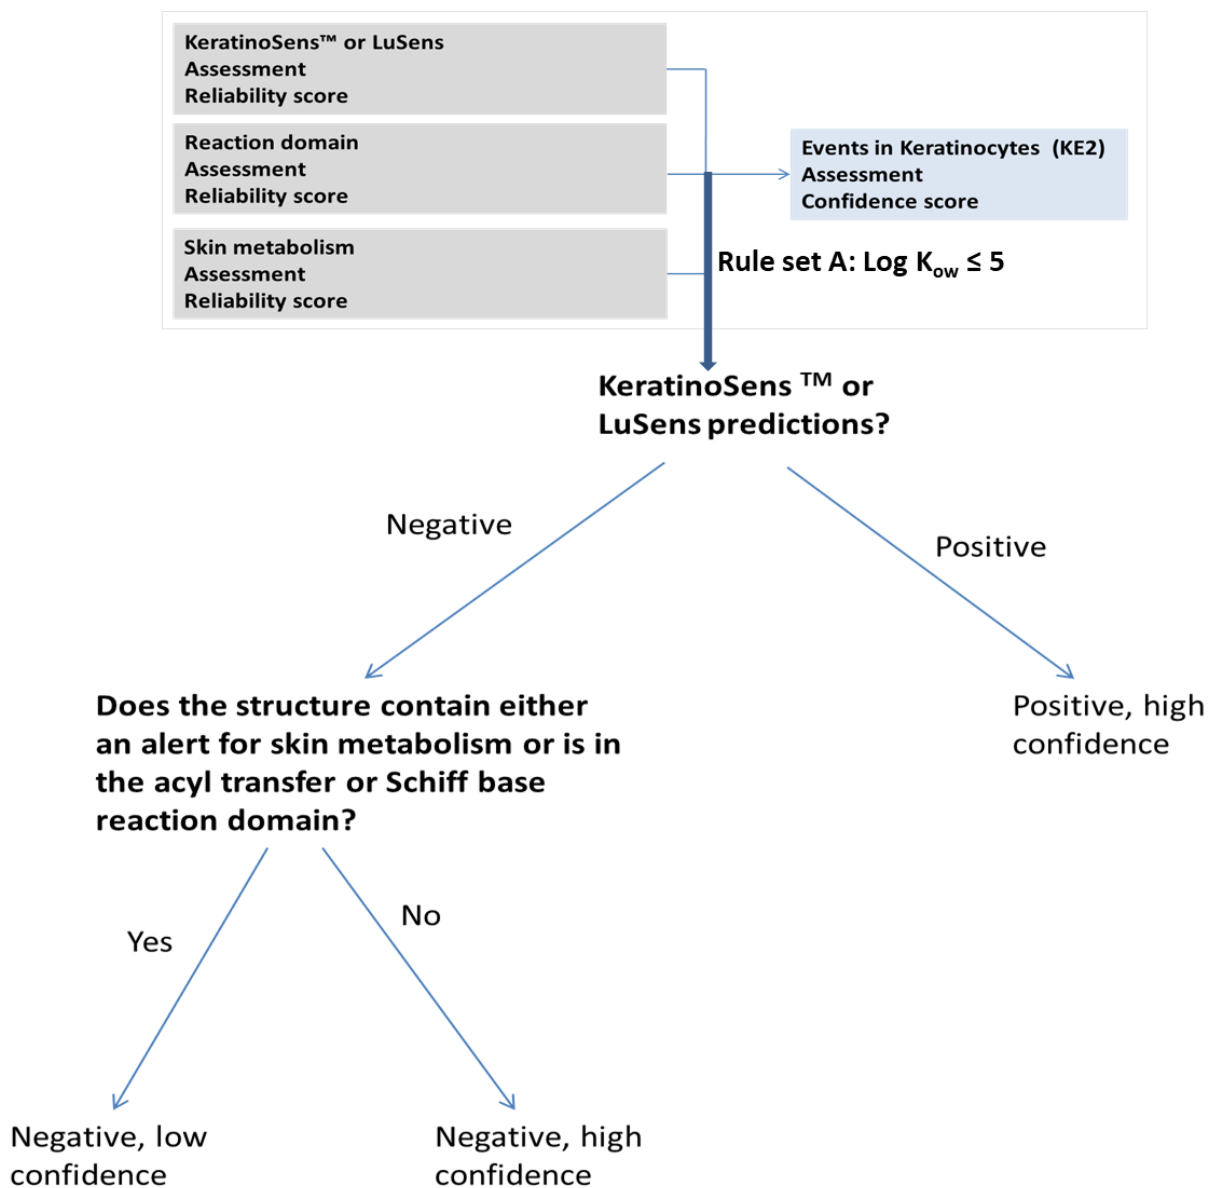 KeratinoSens™ or LuSens
Assessment
Reliability score
Reaction domain
Assessment
Reliability score
Skin metabolism
Assessment
Reliability score
Events in Keratinocytes (KE2)
Assessment
Confidence score
Rule set A: Log Kow ≤ 5
KeratinoSens TM or
LuSens predictions?
Negative
Positive
Does the structure contain either
an alert for skin metabolism or is in
the acyl transfer or Schiff base
reaction domain?
Positive, high
confidence
Yes
No
Negative, low
confidence
Negative, high
confidence